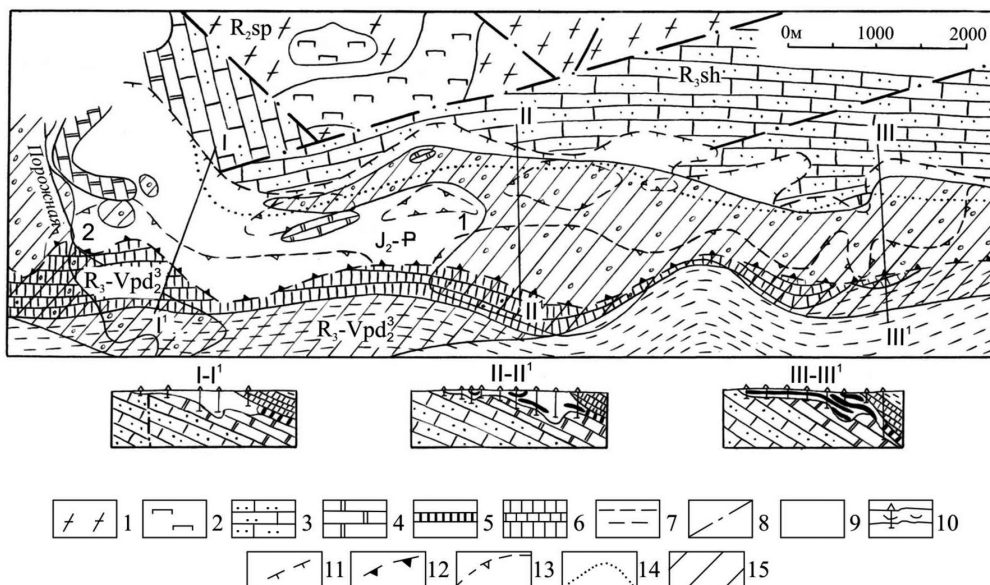 R₂sp
0м 1000 2000
R₃sh
II
III
I
Порожинка
1
2
J₂-P
R₃-Vpd₂³
I¹
II¹
R₃-Vpd₂³
III¹
I-I¹ II-II¹ III-III¹
1 2 3 4 5 6 7 8 9 10
11 12 13 14 15